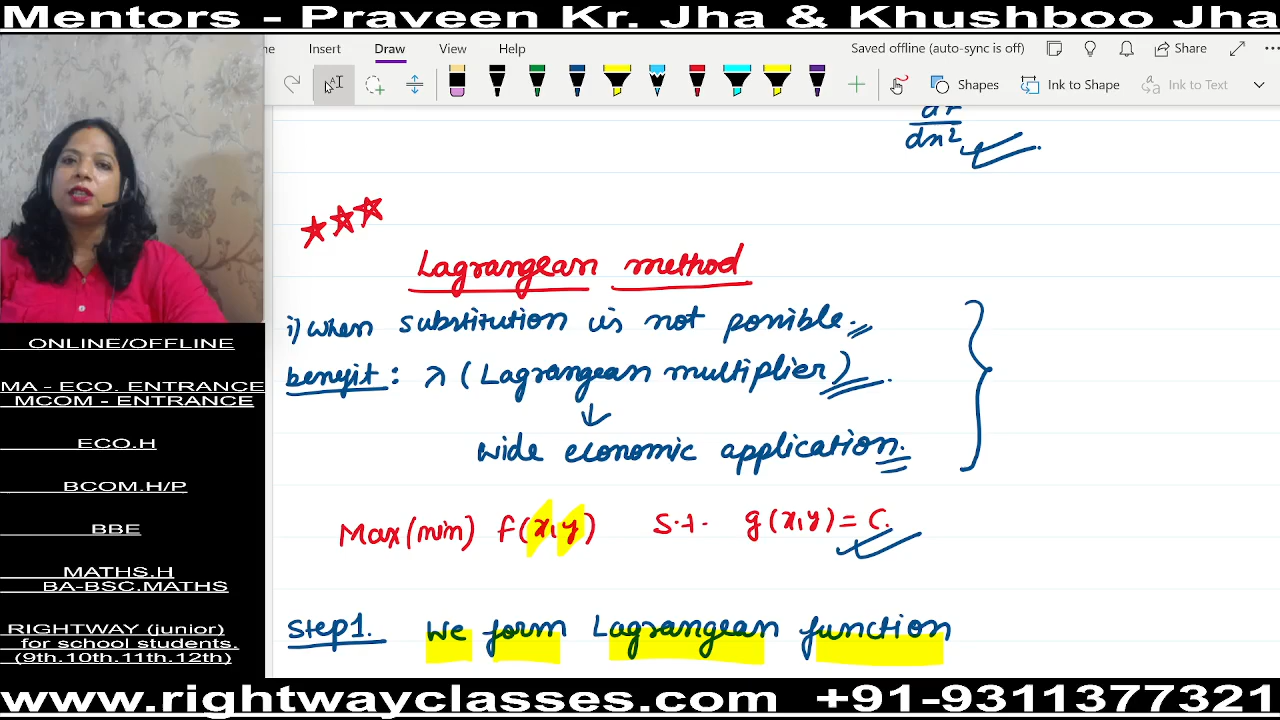 Mentors - Praveen Kr. Jha & Khushboo Jha
Insert Draw View Help
Saved offline (auto-sync is off) Share
Shapes Ink to Shape Ink to Text
dx²
Lagrangean method
i) when substitution is not possible.
benefit: λ (Lagrangean multiplier).
↓
wide economic application.
Max(min) f(x,y) s.t. g(x,y) = c.
Step1. We form Lagrangean function
ONLINE/OFFLINE
MA - ECO. ENTRANCE
MCOM - ENTRANCE
ECO.H
BCOM.H/P
BBE
MATHS.H
BA-BSC.MATHS
RIGHTWAY (junior)
for school students.
(9th.10th.11th.12th)
www.rightwayclasses.com +91-9311377321